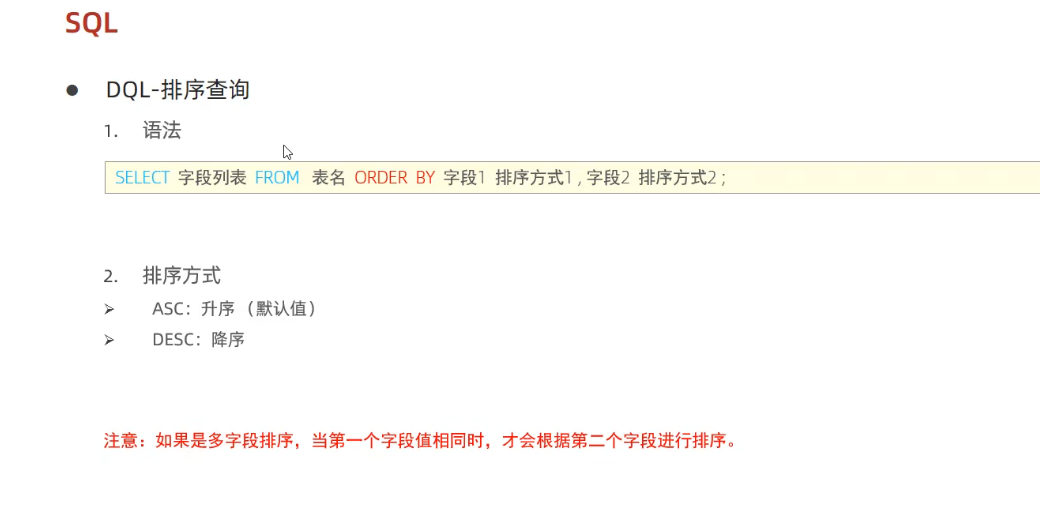 SQL
● DQL-排序查询
1. 语法
SELECT 字段列表 FROM 表名 ORDER BY 字段1 排序方式1 , 字段2 排序方式2 ;
2. 排序方式
➢ ASC：升序（默认值）
➢ DESC：降序
注意：如果是多字段排序，当第一个字段值相同时，才会根据第二个字段进行排序。